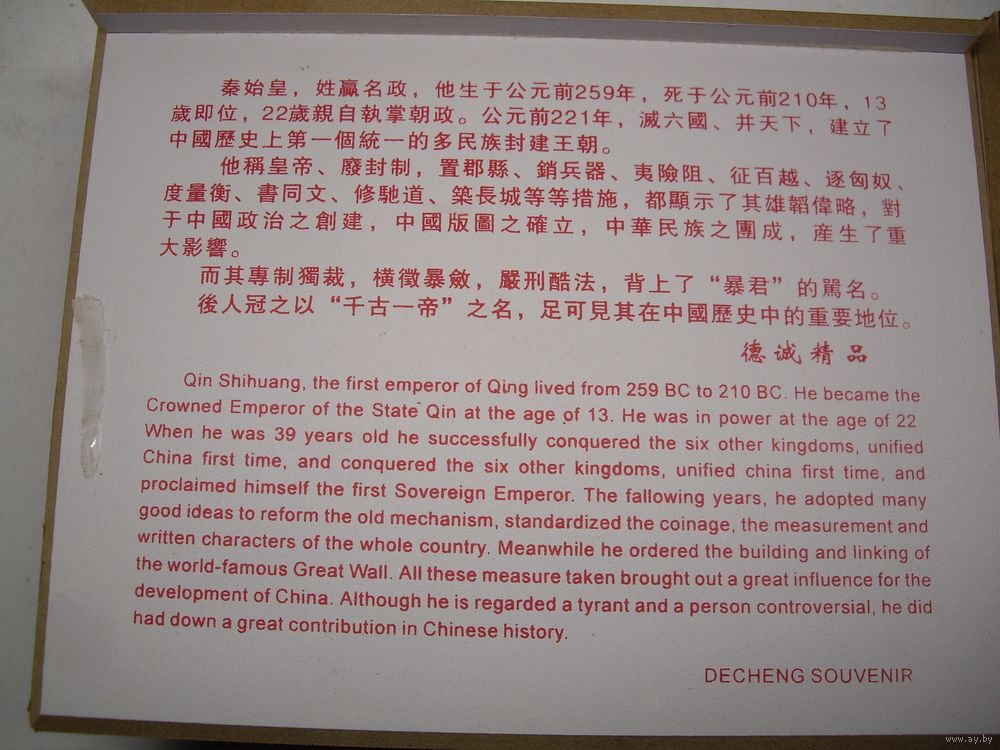 秦始皇，姓贏名政，他生于公元前259年，死于公元前210年，13
歲即位，22歲親自執掌朝政。公元前221年，滅六國、并天下，建立了
中國歷史上第一個統一的多民族封建王朝。
他稱皇帝、廢封制，置郡縣、銷兵器、夷險阻、征百越、逐匈奴、
度量衡、書同文、修馳道、築長城等等措施，都顯示了其雄韜偉略，對
于中國政治之創建，中國版圖之確立，中華民族之團成，産生了重
大影響。
而其專制獨裁，橫徵暴斂，嚴刑酷法，背上了“暴君”的駡名。
後人冠之以“千古一帝”之名，足可見其在中國歷史中的重要地位。
德诚精品
Qin Shihuang, the first emperor of Qing lived from 259 BC to 210 BC. He became the
Crowned Emperor of the State Qin at the age of 13. He was in power at the age of 22.
When he was 39 years old he successfully conquered the six other kingdoms, unified
China first time, and conquered the six other kingdoms, unified china first time, and
proclaimed himself the first Sovereign Emperor. The fallowing years, he adopted many
good ideas to reform the old mechanism, standardized the coinage, the measurement and
written characters of the whole country. Meanwhile he ordered the building and linking of
the world-famous Great Wall. All these measure taken brought out a great influence for the
development of China. Although he is regarded a tyrant and a person controversial, he did
had down a great contribution in Chinese history.
DECHENG SOUVENIR
www.ay.by